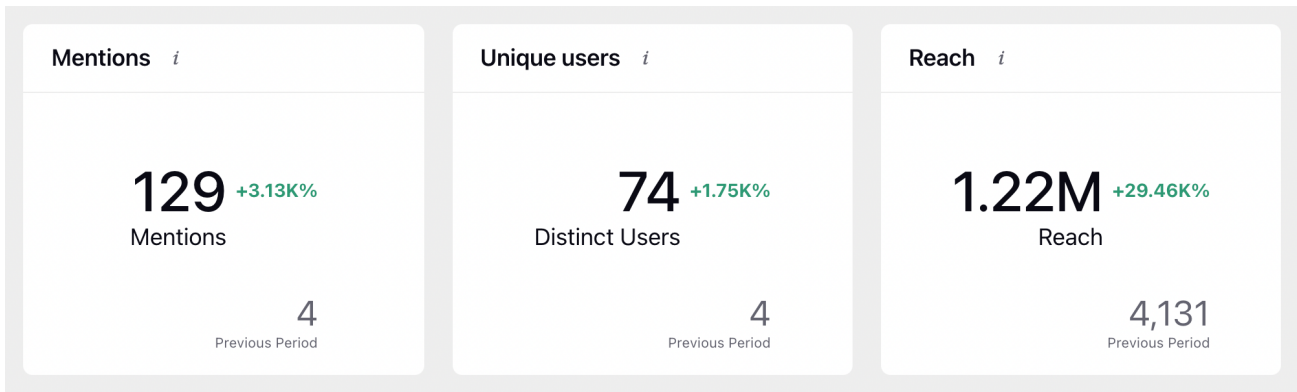 Mentions i
129 +3.13K%
Mentions
4
Previous Period
Unique users i
74 +1.75K%
Distinct Users
4
Previous Period
Reach i
1.22M +29.46K%
Reach
4,131
Previous Period